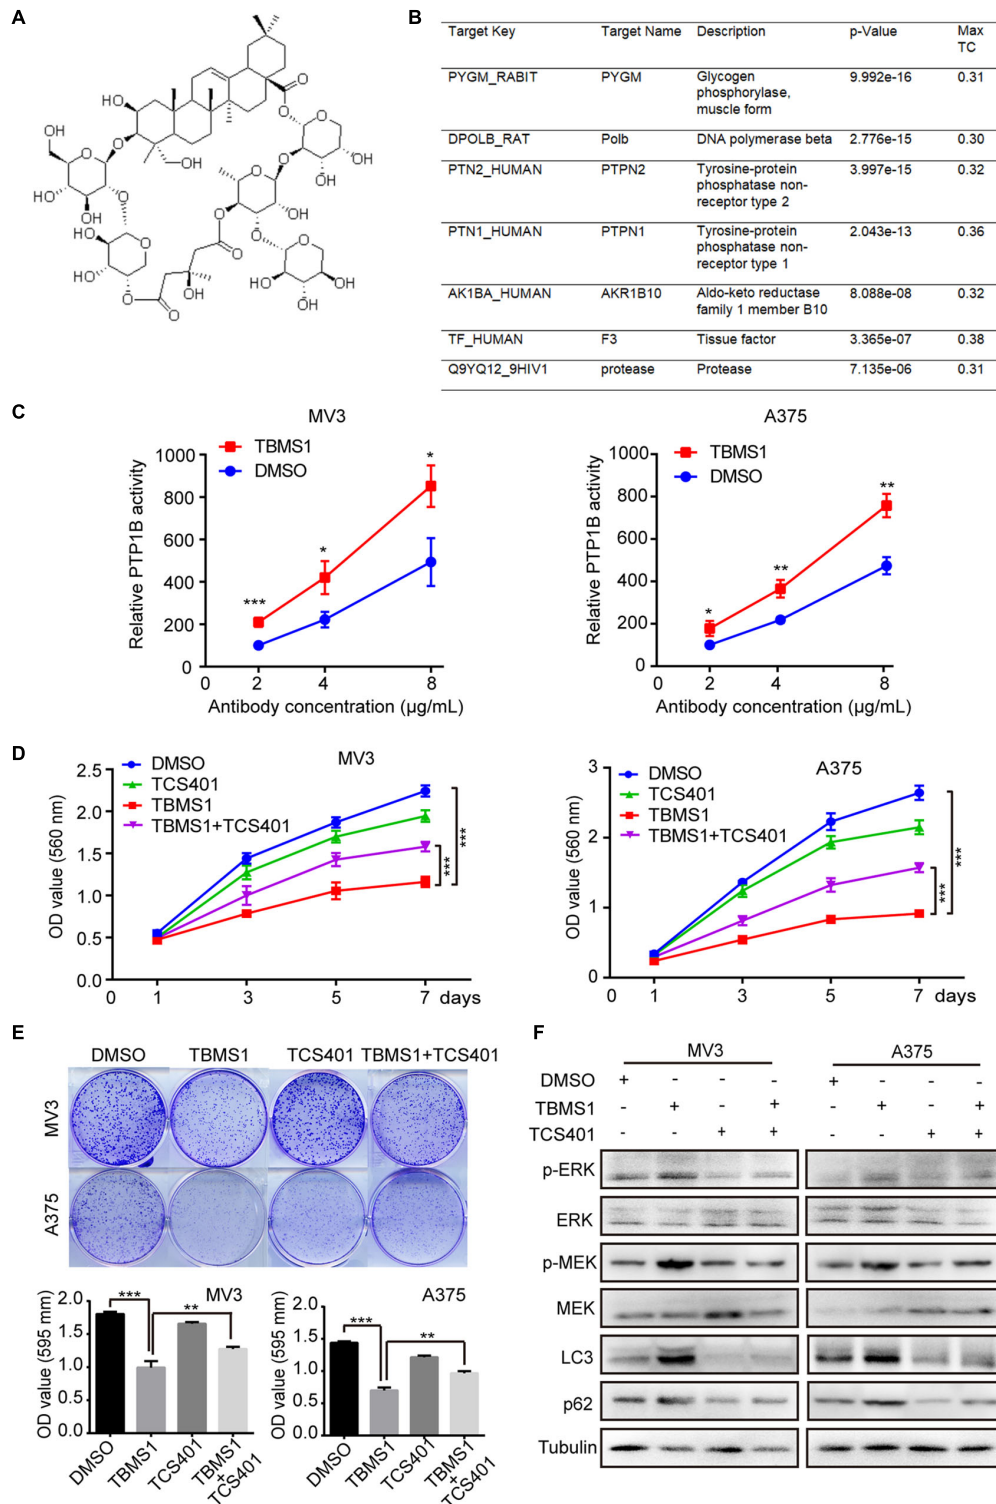 A
HO
HO
O
O
O
O
O
OH
OH
OH
HO
HO
OH
O
O
O
O
O
OH
OH
O
O
HO
HO
O
O
O
OH
O
O
OH
OH
OH
B
Target Key Target Name Description p-Value Max TC
PYGM_RABIT PYGM Glycogen phosphorylase, muscle form 9.992e-16 0.31
DPOLB_RAT Polb DNA polymerase beta 2.776e-15 0.30
PTN2_HUMAN PTPN2 Tyrosine-protein phosphatase non-receptor type 2 3.997e-15 0.32
PTN1_HUMAN PTPN1 Tyrosine-protein phosphatase non-receptor type 1 2.043e-13 0.36
AK1BA_HUMAN AKR1B10 Aldo-keto reductase family 1 member B10 8.088e-08 0.32
TF_HUMAN F3 Tissue factor 3.365e-07 0.38
Q9YQ12_9HIV1 protease Protease 7.135e-06 0.31
C
MV3
TBMS1
DMSO
Relative PTP1B activity
1000
800
600
400
200
0
*** * *
0 2 4 8
Antibody concentration (µg/mL)
A375
TBMS1
DMSO
Relative PTP1B activity
1000
800
600
400
200
0
* ** **
0 2 4 8
Antibody concentration (µg/mL)
D
MV3
DMSO
TCS401
TBMS1
TBMS1+TCS401
OD value (560 nm)
2.5
2.0
1.5
1.0
0.5
0.0
*** ***
0 1 3 5 7 days
A375
DMSO
TCS401
TBMS1
TBMS1+TCS401
OD value (560 nm)
3
2
1
0
*** ***
0 1 3 5 7 days
E
DMSO TBMS1 TCS401 TBMS1+TCS401
MV3
A375
MV3
OD value (595 mm)
2.0
1.5
1.0
0.5
0.0
*** **
DMSO TBMS1 TCS401 TBMS1 + TCS401
A375
OD value (595 mm)
2.0
1.5
1.0
0.5
0.0
*** **
DMSO TBMS1 TCS401 TBMS1 + TCS401
F
MV3 A375
DMSO + - - - + - - -
TBMS1 - + - + - + - +
TCS401 - - + + - - + +
p-ERK
ERK
p-MEK
MEK
LC3
p62
Tubulin